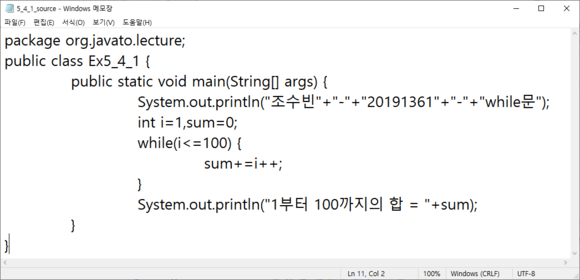 5_4_1_source - Windows 메모장
파일(F) 편집(E) 서식(O) 보기(V) 도움말(H)
package org.javato.lecture;
public class Ex5_4_1 {
public static void main(String[] args) {
System.out.println("조수빈"+"-"+"20191361"+"-"+"while문");
int i=1,sum=0;
while(i<=100) {
sum+=i++;
}
System.out.println("1부터 100까지의 합 = "+sum);
}
}
Ln 11, Col 2 100% Windows (CRLF) UTF-8